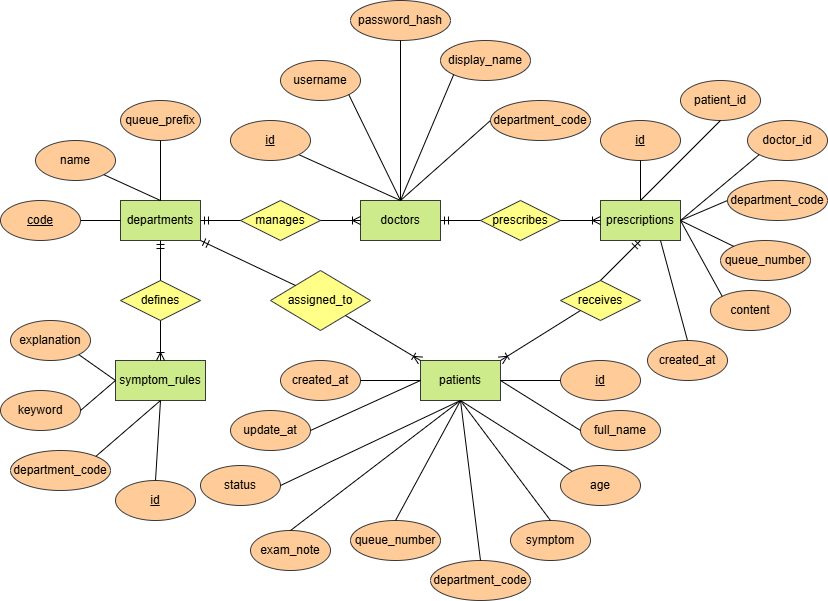 password_hash
display_name
username
patient_id
queue_prefix
department_code
id
id
doctor_id
name
department_code
code
departments
manages
doctors
prescribes
prescriptions
queue_number
defines
assigned_to
receives
content
explanation
created_at
symptom_rules
created_at
patients
id
keyword
update_at
full_name
department_code
status
age
id
exam_note
queue_number
symptom
department_code